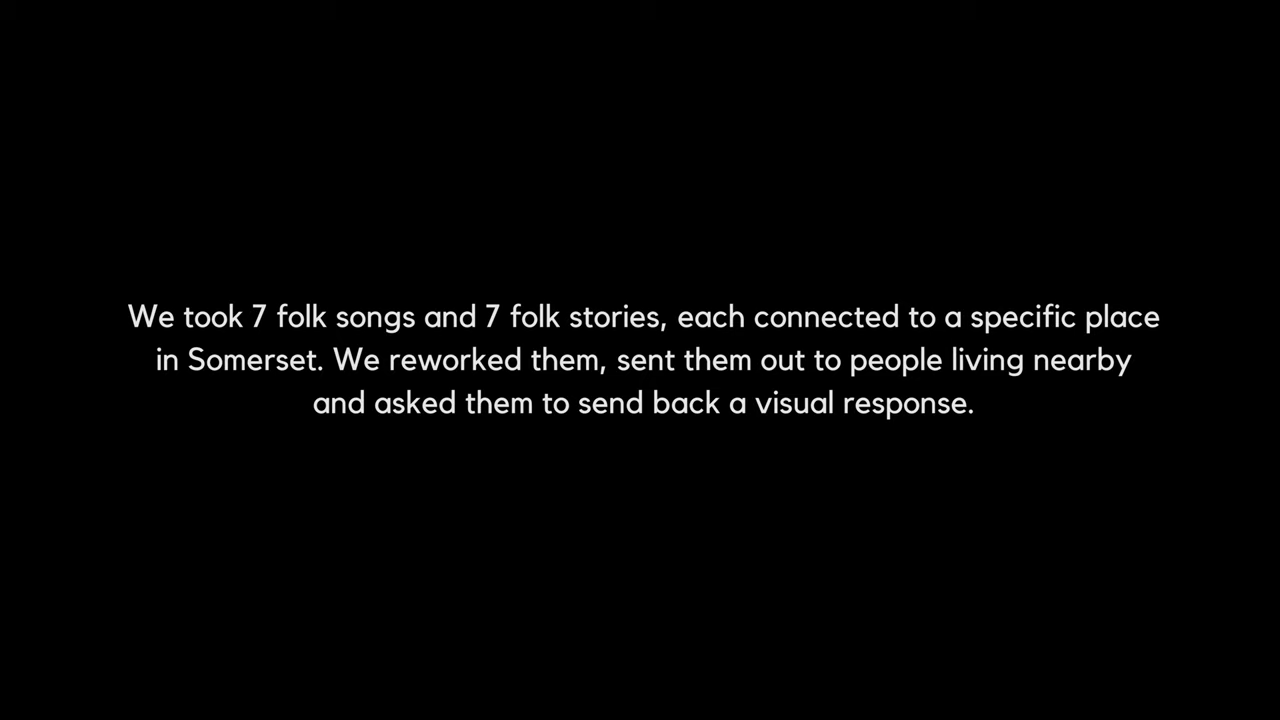 We took 7 folk songs and 7 folk stories, each connected to a specific place
in Somerset. We reworked them, sent them out to people living nearby
and asked them to send back a visual response.